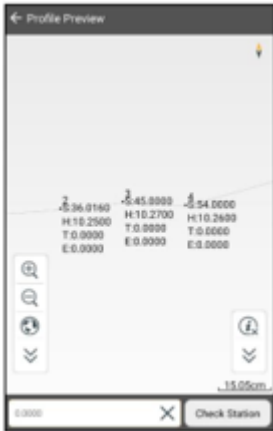 Profile Preview
2
S:36.0160
H:10.2500
T:0.0000
E:0.0000
3
S:45.0000
H:10.2700
T:0.0000
E:0.0000
4
S:54.0000
H:10.2600
T:0.0000
E:0.0000
15.05cm
0.0000
Check Station